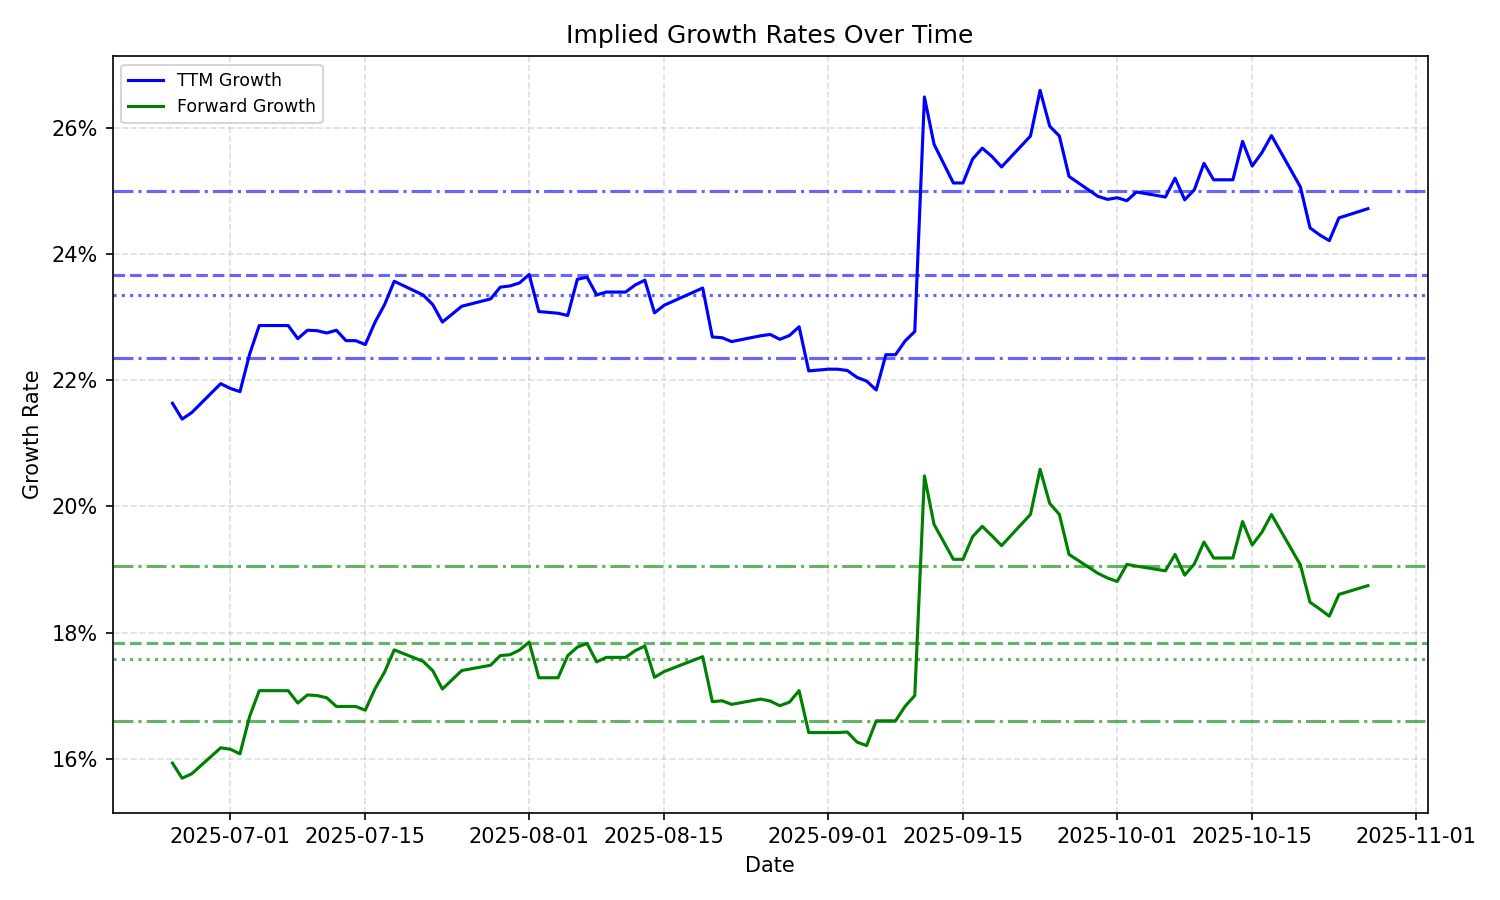 Implied Growth Rates Over Time
TTM Growth
Forward Growth
26%
24%
22%
20%
18%
16%
Growth Rate
2025-07-01 2025-07-15 2025-08-01 2025-08-15 2025-09-01 2025-09-15 2025-10-01 2025-10-15 2025-11-01
Date